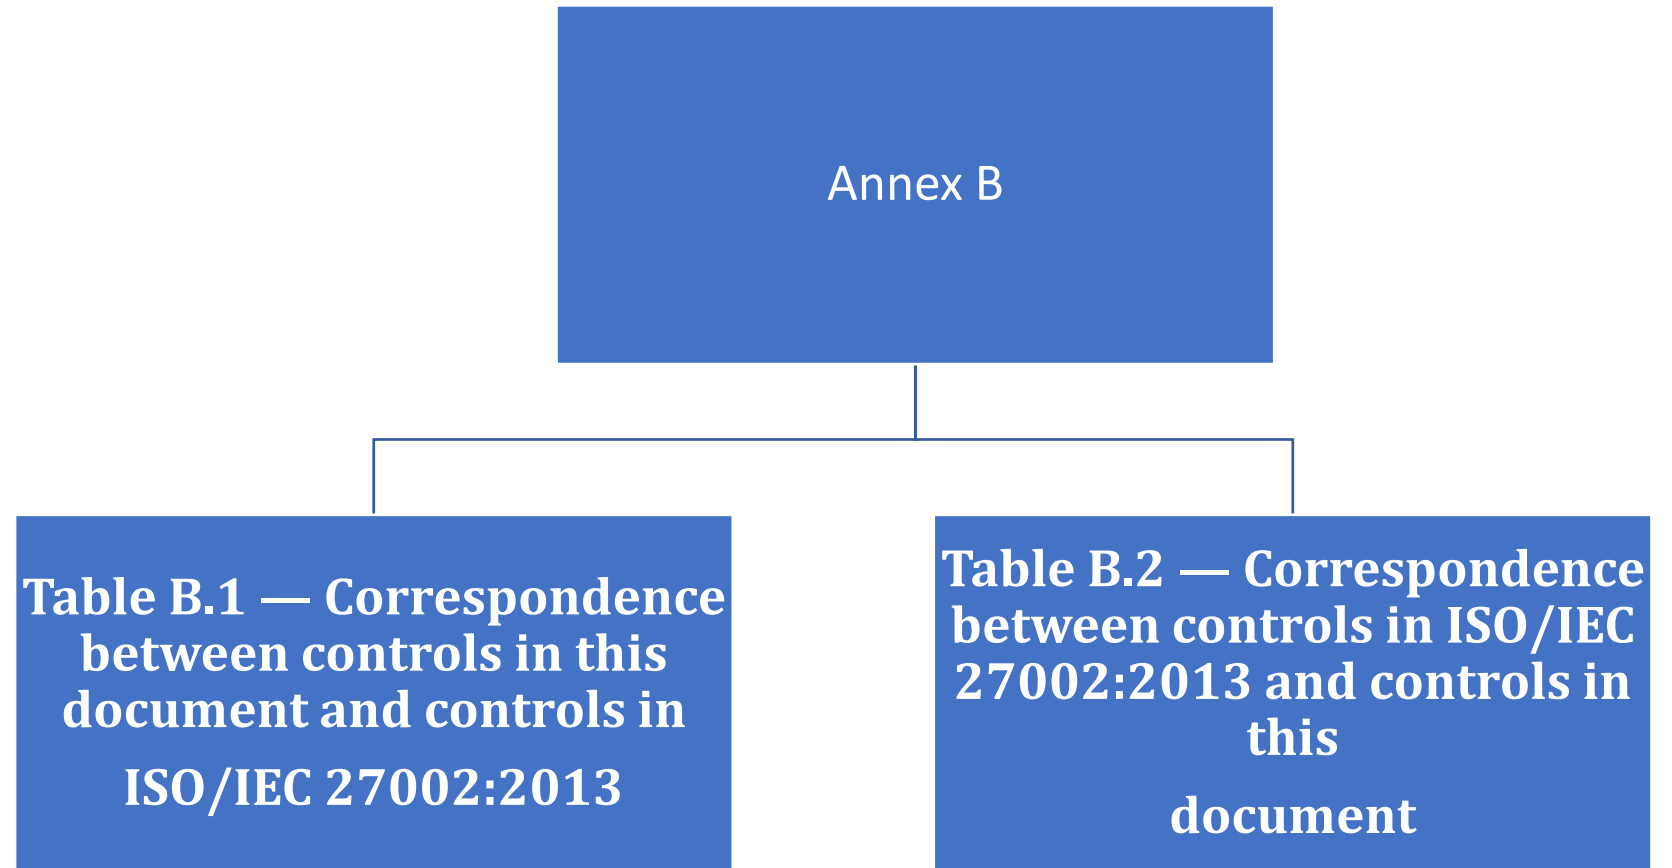 Annex B
Table B.1 — Correspondence
between controls in this
document and controls in
ISO/IEC 27002:2013
Table B.2 — Correspondence
between controls in ISO/IEC
27002:2013 and controls in
this
document